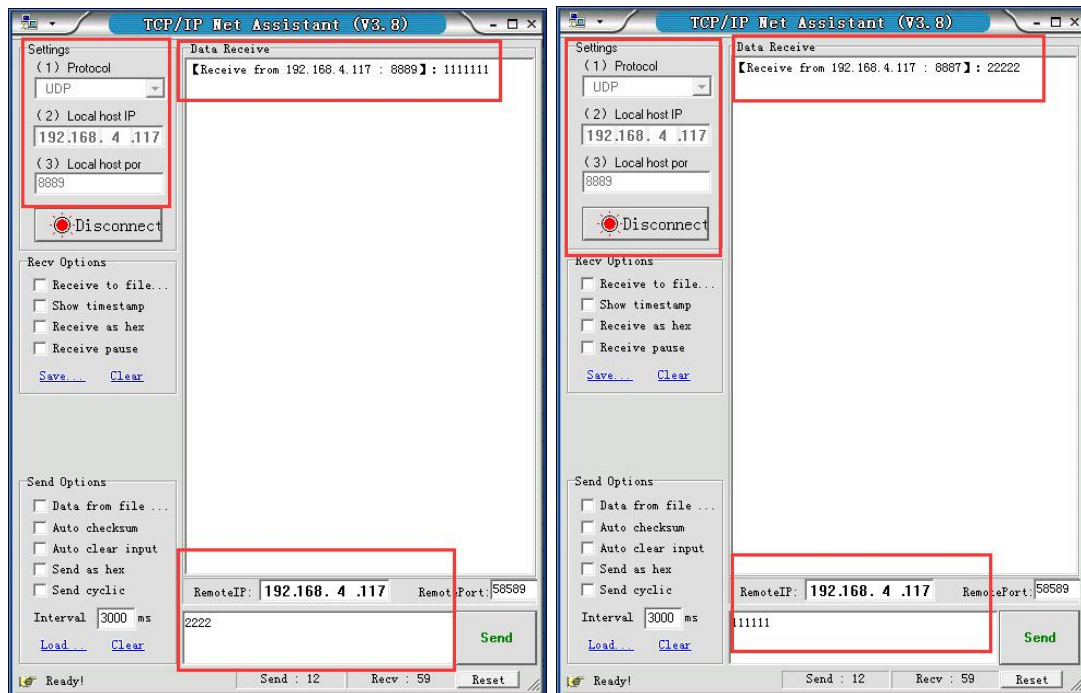 TCP/IP Net Assistant (V3.8)
Settings
(1) Protocol
UDP
(2) Local host IP
192.168. 4 .117
(3) Local host por
8889
Disconnect
Recv Options
Receive to file...
Show timestamp
Receive as hex
Receive pause
Save... Clear
Send Options
Data from file ...
Auto checksum
Auto clear input
Send as hex
Send cyclic
Interval 3000 ms
Load... Clear
Data Receive
【Receive from 192.168.4.117 : 8889】: 1111111
RemoteIP: 192.168. 4 .117 RemotePort: 58589
2222
Send
Ready! Send : 12 Recv : 59 Reset
TCP/IP Net Assistant (V3.8)
Settings
(1) Protocol
UDP
(2) Local host IP
192.168. 4 .117
(3) Local host por
8889
Disconnect
Recv Options
Receive to file...
Show timestamp
Receive as hex
Receive pause
Save... Clear
Send Options
Data from file ...
Auto checksum
Auto clear input
Send as hex
Send cyclic
Interval 3000 ms
Load... Clear
Data Receive
【Receive from 192.168.4.117 : 8887】: 22222
RemoteIP: 192.168. 4 .117 RemotePort: 58589
111111
Send
Ready! Send : 12 Recv : 59 Reset